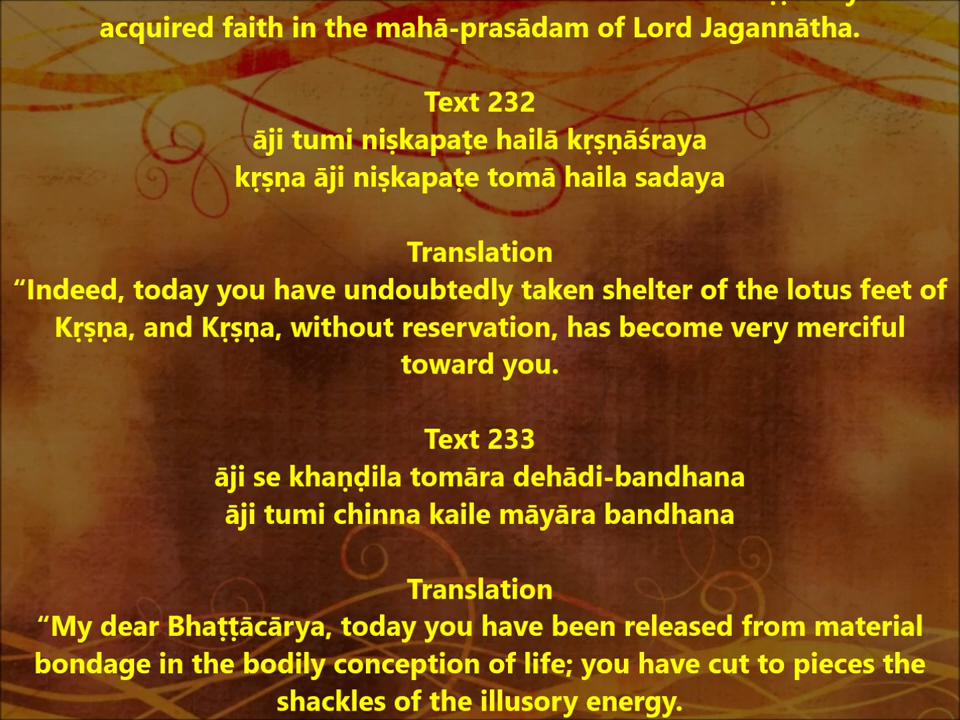 acquired faith in the mahā-prasādam of Lord Jagannātha.
Text 232
āji tumi niṣkapaṭe hailā kṛṣṇāśraya
kṛṣṇa āji niṣkapaṭe tomā haila sadaya
Translation
“Indeed, today you have undoubtedly taken shelter of the lotus feet of
Kṛṣṇa, and Kṛṣṇa, without reservation, has become very merciful
toward you.
Text 233
āji se khaṇḍila tomāra dehādi-bandhana
āji tumi chinna kaile māyāra bandhana
Translation
“My dear Bhaṭṭācārya, today you have been released from material
bondage in the bodily conception of life; you have cut to pieces the
shackles of the illusory energy.